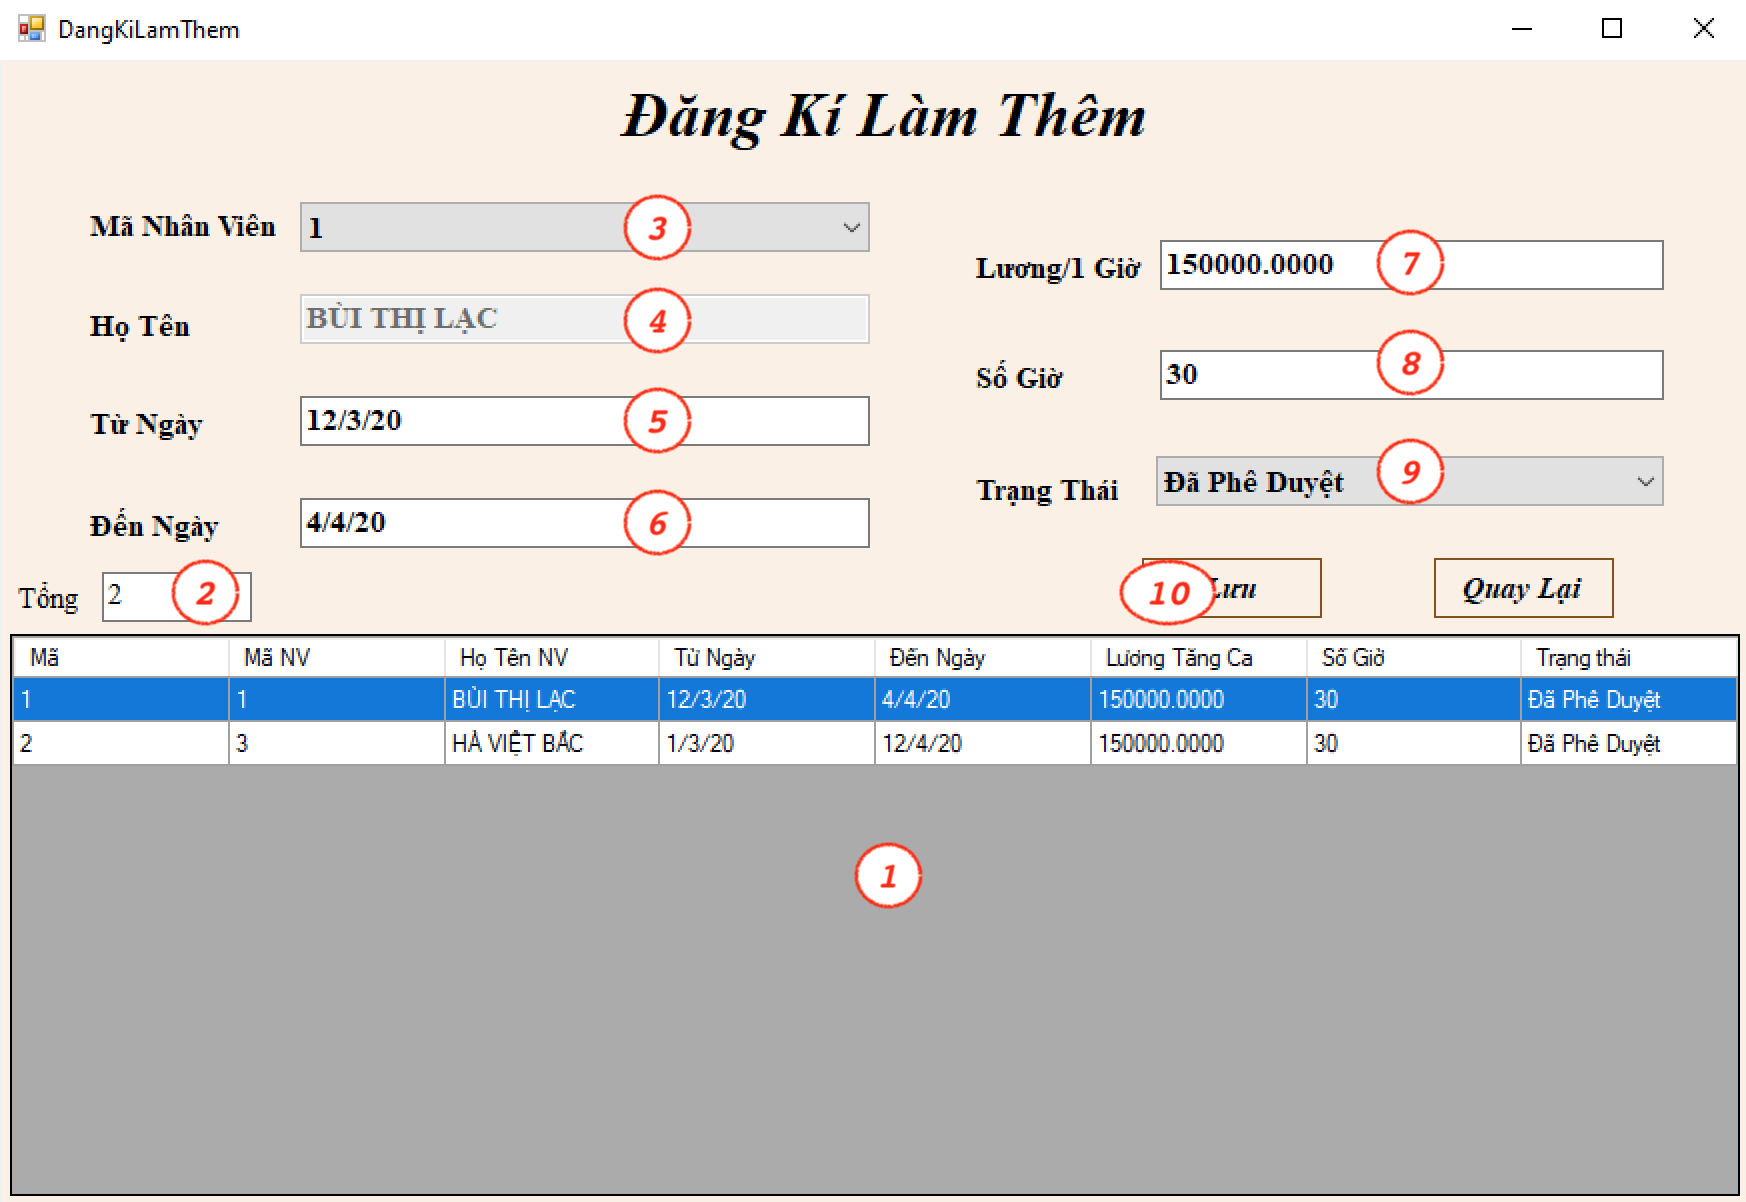 DangKiLamThem
Đăng Kí Làm Thêm
Mã Nhân Viên 1 3
Họ Tên BÙI THỊ LẠC 4
Từ Ngày 12/3/20 5
Đến Ngày 4/4/20 6
Lương/1 Giờ 150000.0000 7
Số Giờ 30 8
Trạng Thái Đã Phê Duyệt 9
Tổng 2 2
10 Lưu Quay Lại
Mã Mã NV Họ Tên NV Từ Ngày Đến Ngày Lương Tăng Ca Số Giờ Trạng thái
1 1 BÙI THỊ LẠC 12/3/20 4/4/20 150000.0000 30 Đã Phê Duyệt
2 3 HÀ VIỆT BẮC 1/3/20 12/4/20 150000.0000 30 Đã Phê Duyệt
1